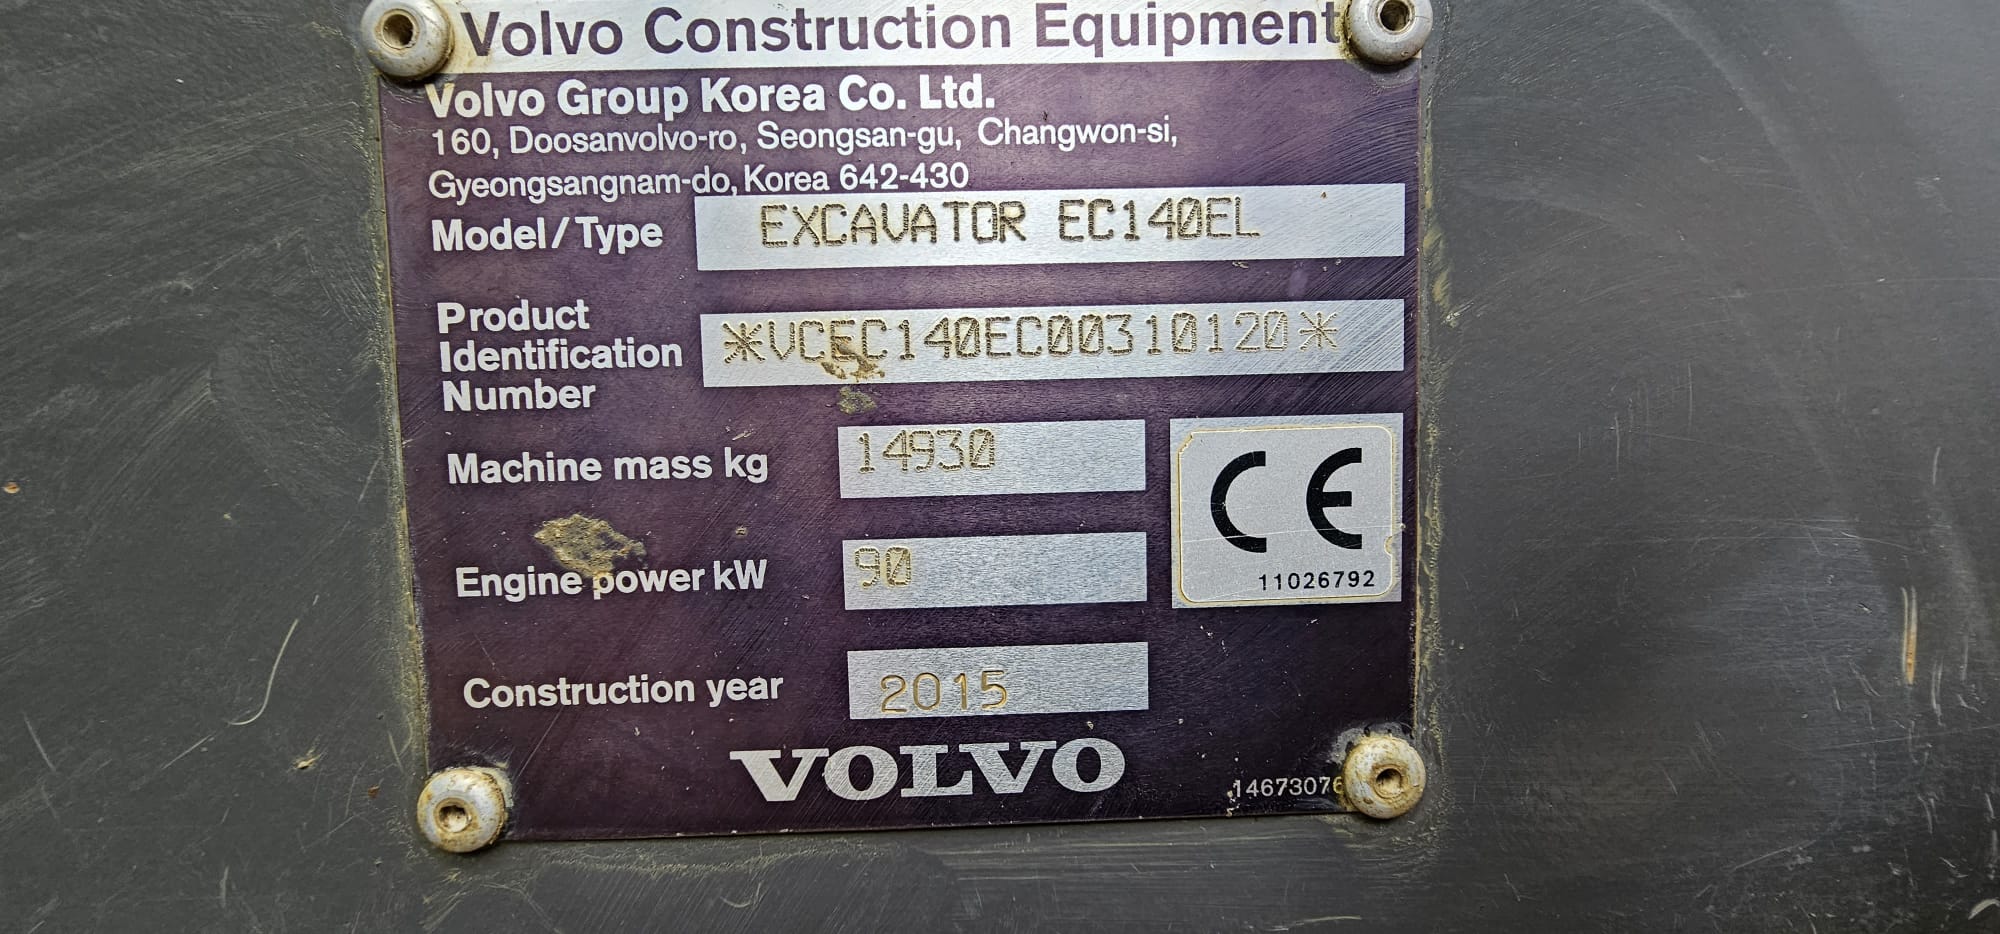 Volvo Construction Equipment
Volvo Group Korea Co. Ltd.
160, Doosanvolvo-ro, Seongsan-gu, Changwon-si,
Gyeongsangnam-do, Korea 642-430
Model/Type EXCAVATOR EC140EL
Product Identification Number *VCEC140EC00310120*
Machine mass kg 14930
CE
11026792
Engine power kW 90
Construction year 2015
VOLVO
14673076